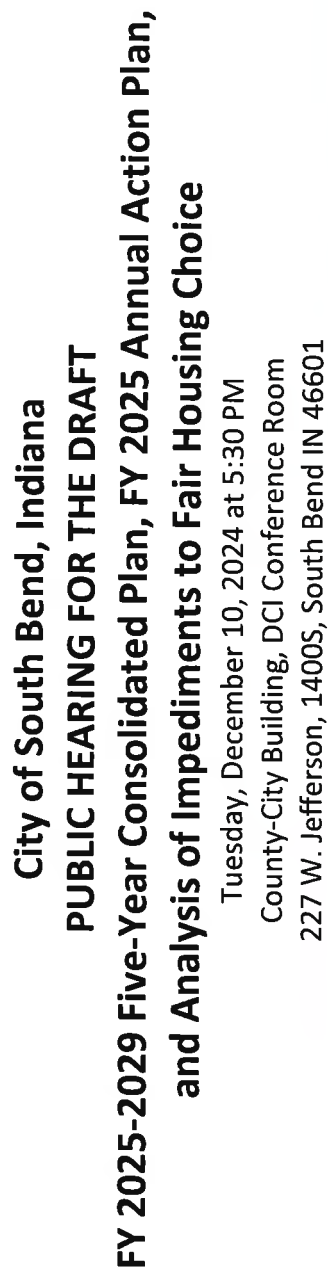 City of South Bend, Indiana
PUBLIC HEARING FOR THE DRAFT
FY 2025-2029 Five-Year Consolidated Plan, FY 2025 Annual Action Plan,
and Analysis of Impediments to Fair Housing Choice
Tuesday, December 10, 2024 at 5:30 PM
County-City Building, DCI Conference Room
227 W. Jefferson, 1400S, South Bend IN 46601